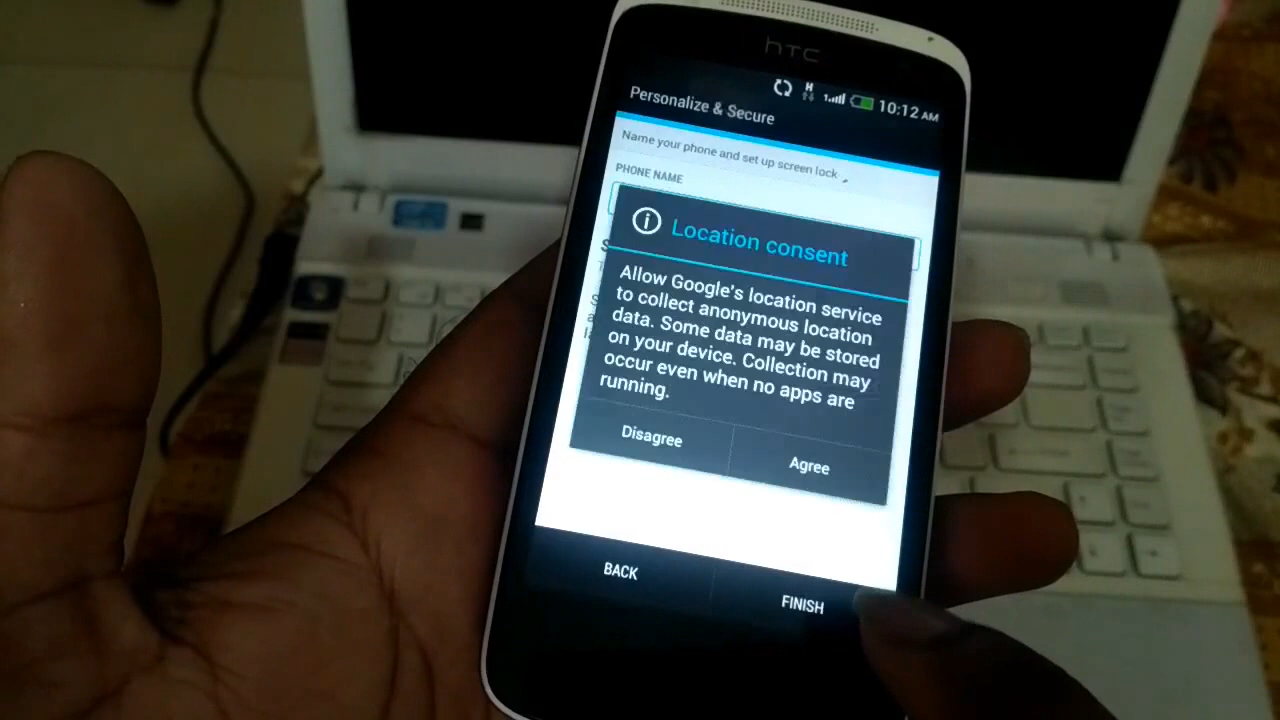 hTC
H
10:12 AM
Personalize & Secure
Name your phone and set up screen lock
PHONE NAME
Location consent
Allow Google's location service
to collect anonymous location
data. Some data may be stored
on your device. Collection may
occur even when no apps are
running.
Disagree
Agree
BACK
FINISH